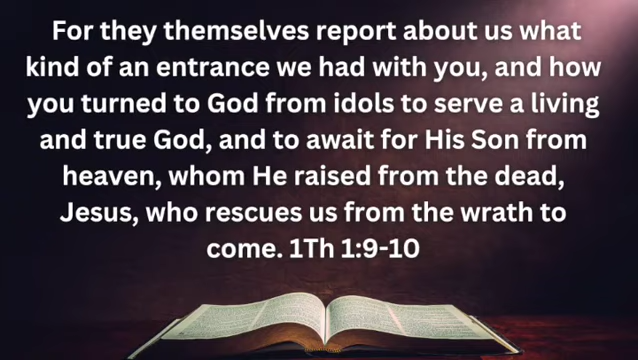 For they themselves report about us what
kind of an entrance we had with you, and how
you turned to God from idols to serve a living
and true God, and to await for His Son from
heaven, whom He raised from the dead,
Jesus, who rescues us from the wrath to
come. 1Th 1:9-10